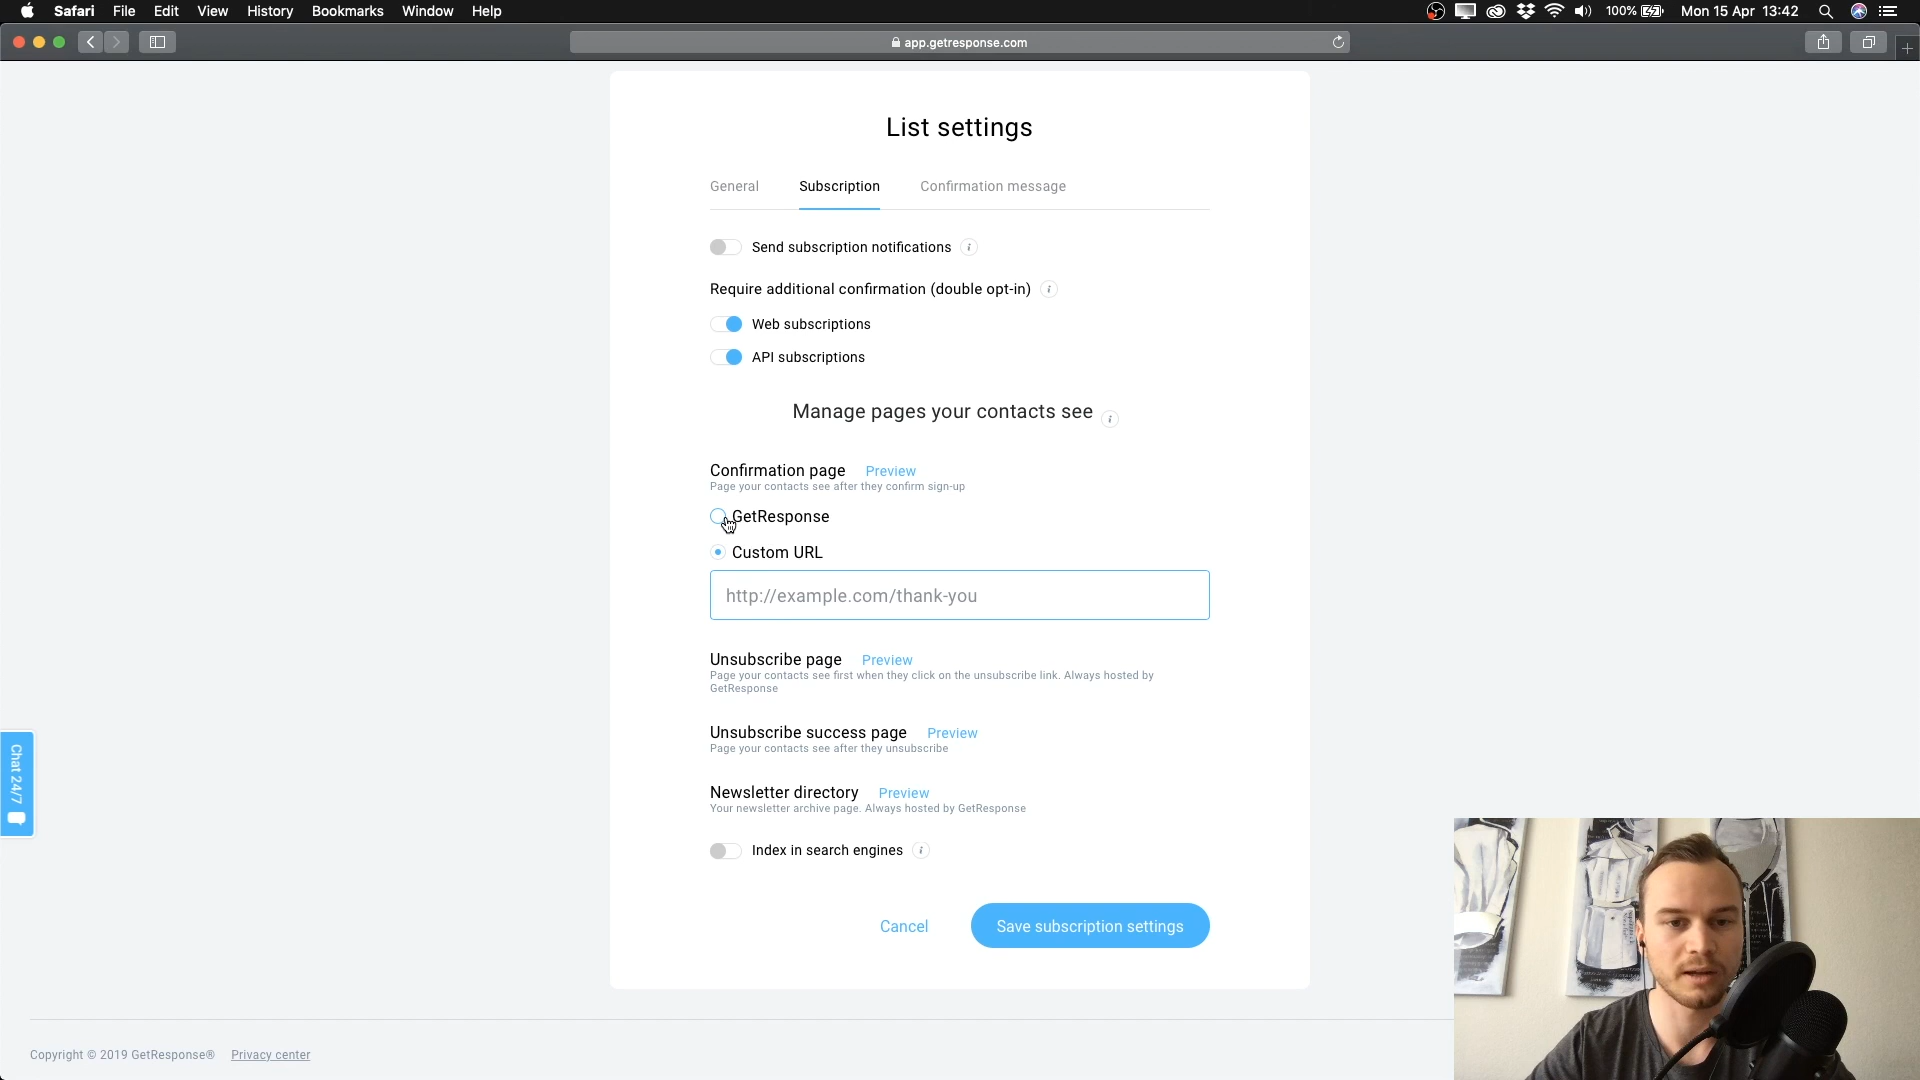 Safari File Edit View History Bookmarks Window Help 100% Mon 15 Apr 13:42
app.getresponse.com
List settings
General Subscription Confirmation message
Send subscription notifications i
Require additional confirmation (double opt-in) i
Web subscriptions
API subscriptions
Manage pages your contacts see i
Confirmation page Preview
Page your contacts see after they confirm sign-up
GetResponse
Custom URL
http://example.com/thank-you
Unsubscribe page Preview
Page your contacts see first when they click on the unsubscribe link. Always hosted by
GetResponse
Unsubscribe success page Preview
Page your contacts see after they unsubscribe
Chat 24/7
Newsletter directory Preview
Your newsletter archive page. Always hosted by GetResponse
Index in search engines i
Cancel Save subscription settings
Copyright © 2019 GetResponse® Privacy center